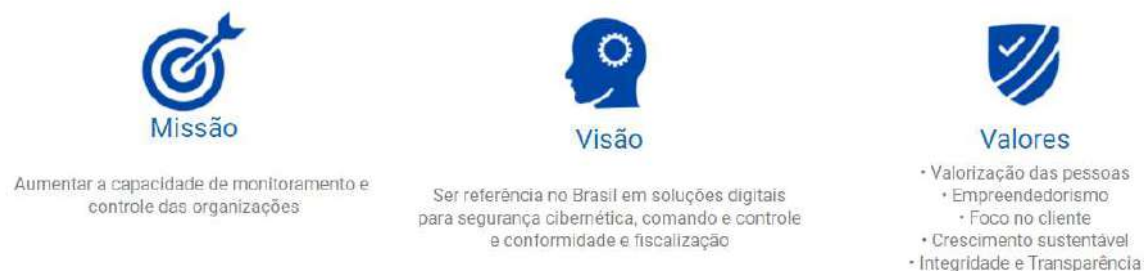 Missão
Aumentar a capacidade de monitoramento e
controle das organizações
Visão
Ser referência no Brasil em soluções digitais
para segurança cibernética, comando e controle
e conformidade e fiscalização
Valores
• Valorização das pessoas
• Empreendedorismo
• Foco no cliente
• Crescimento sustentável
• Integridade e Transparência